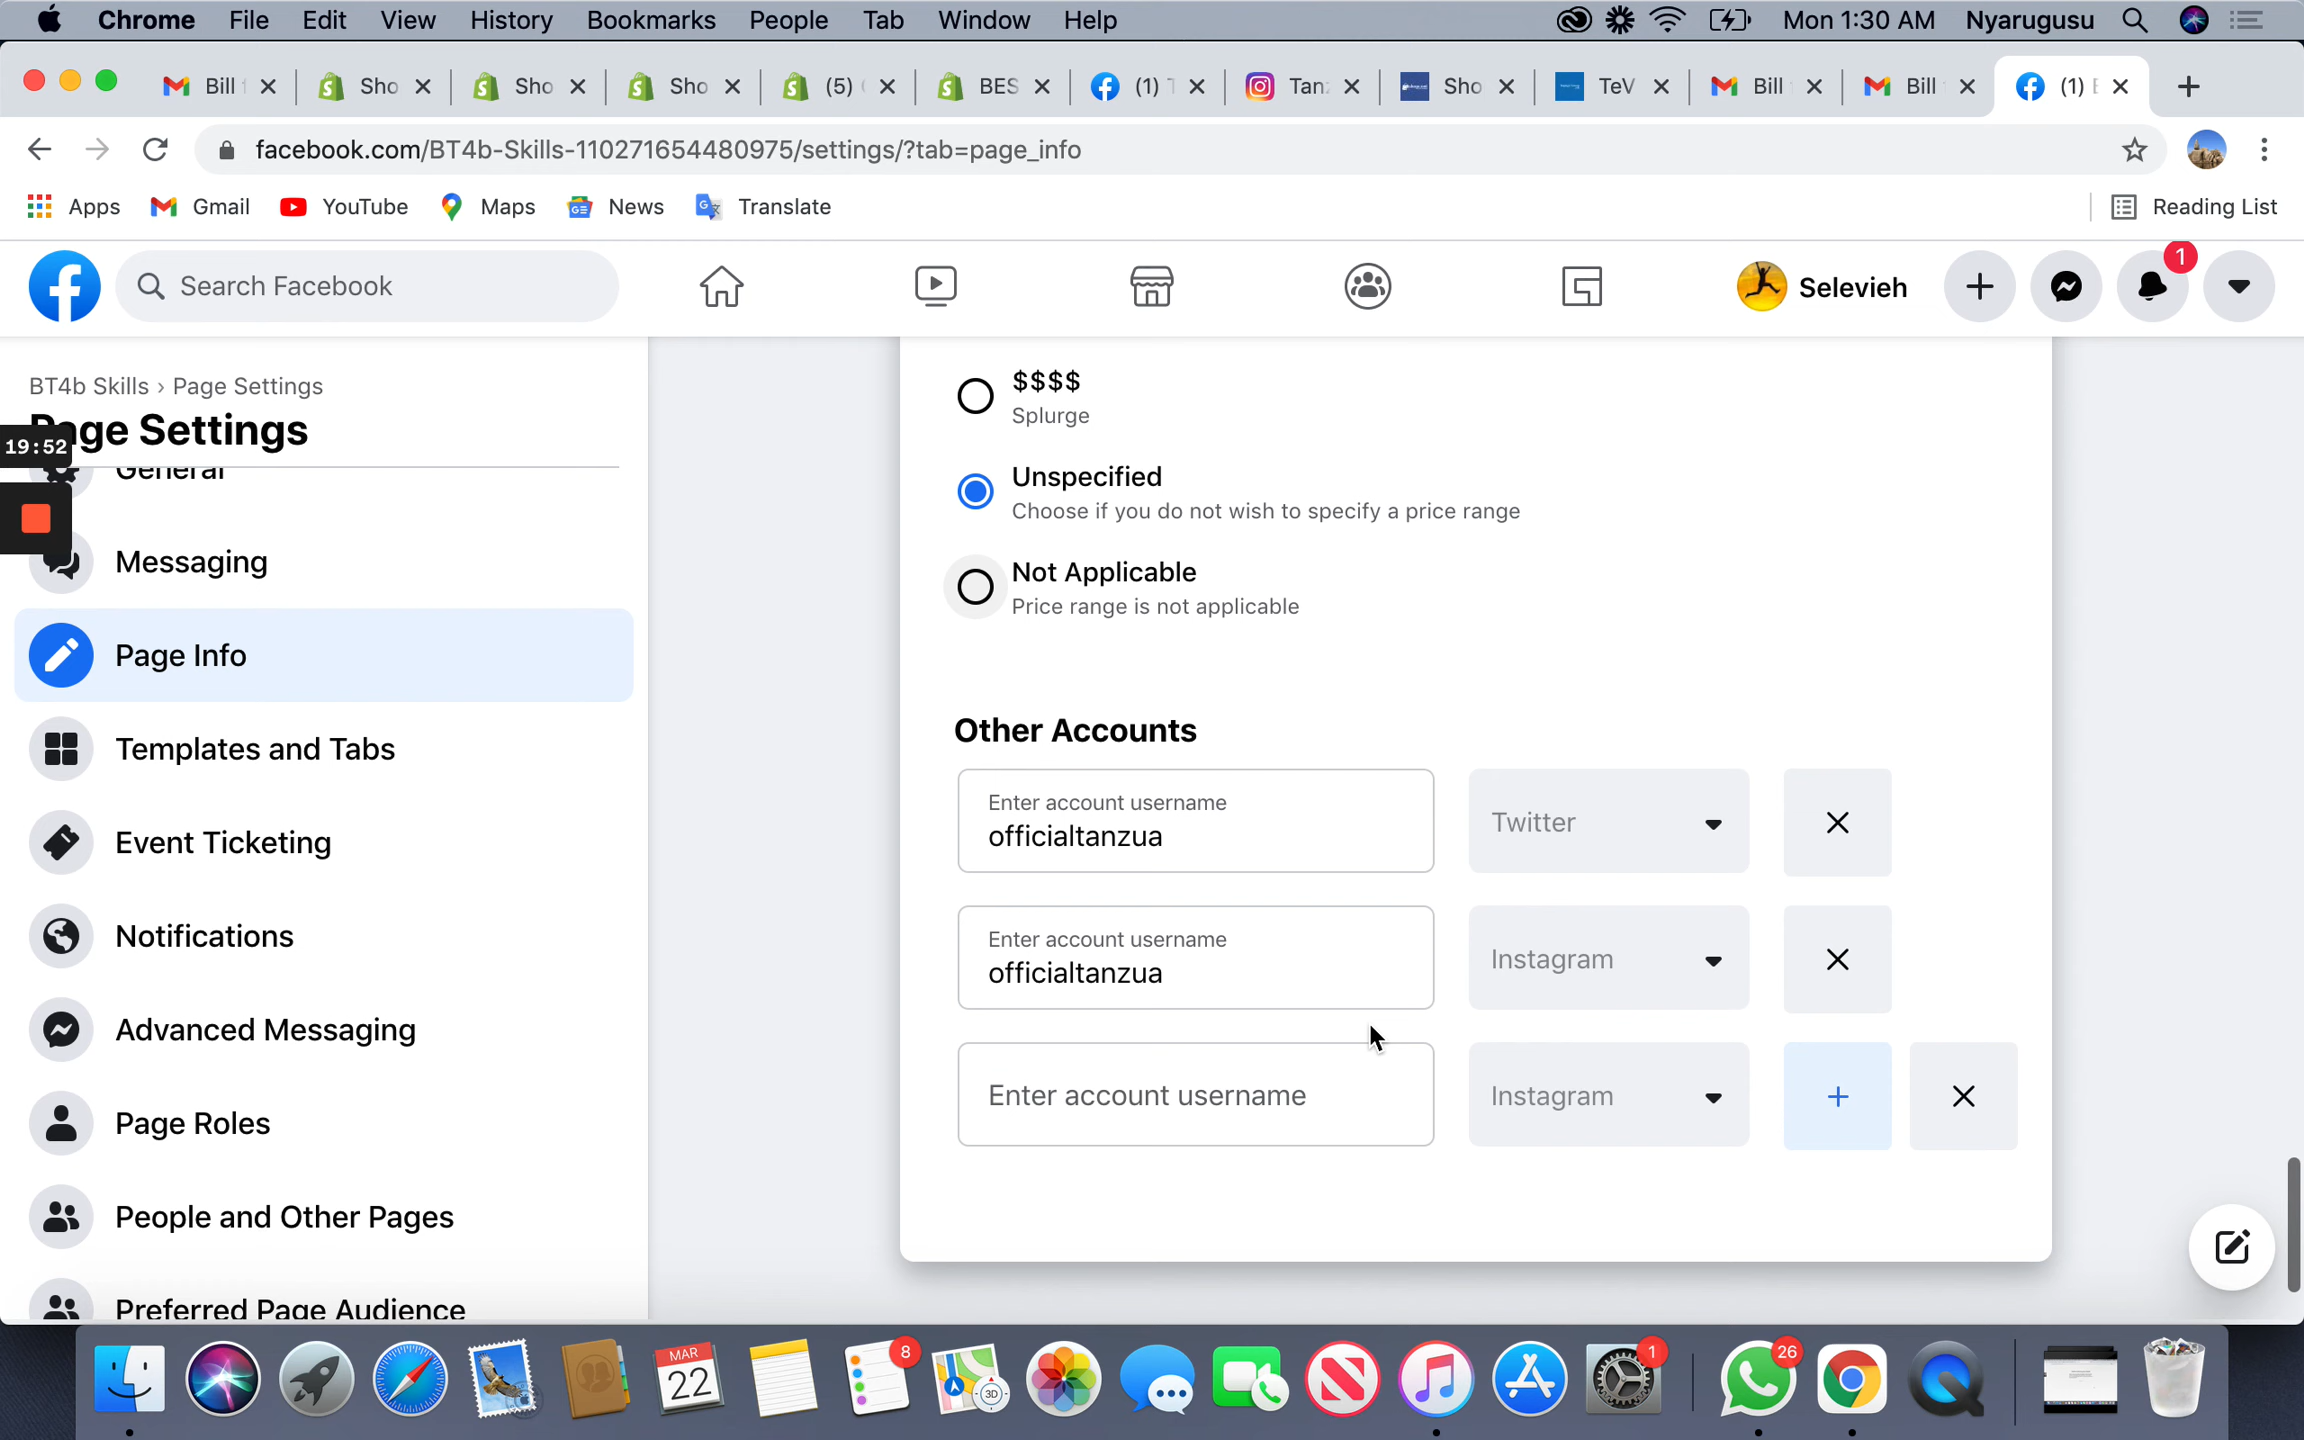 Chrome File Edit View History Bookmarks People Tab Window Help Mon 1:30 AM Nyarugusu
Bill Sho Sho Sho (5) BES (1) Tan Sho TeV Bill Bill (1)
facebook.com/BT4b-Skills-110271654480975/settings/?tab=page_info
Apps Gmail YouTube Maps News Translate Reading List
Search Facebook Selevieh 1
BT4b Skills › Page Settings
Page Settings
19:52
General
Messaging
Page Info
Templates and Tabs
Event Ticketing
Notifications
Advanced Messaging
Page Roles
People and Other Pages
Preferred Page Audience
$$$$
Splurge
Unspecified
Choose if you do not wish to specify a price range
Not Applicable
Price range is not applicable
Other Accounts
Enter account username
officialtanzua
Twitter
Enter account username
officialtanzua
Instagram
Enter account username
Instagram
MAR
22
8
3D
1
26